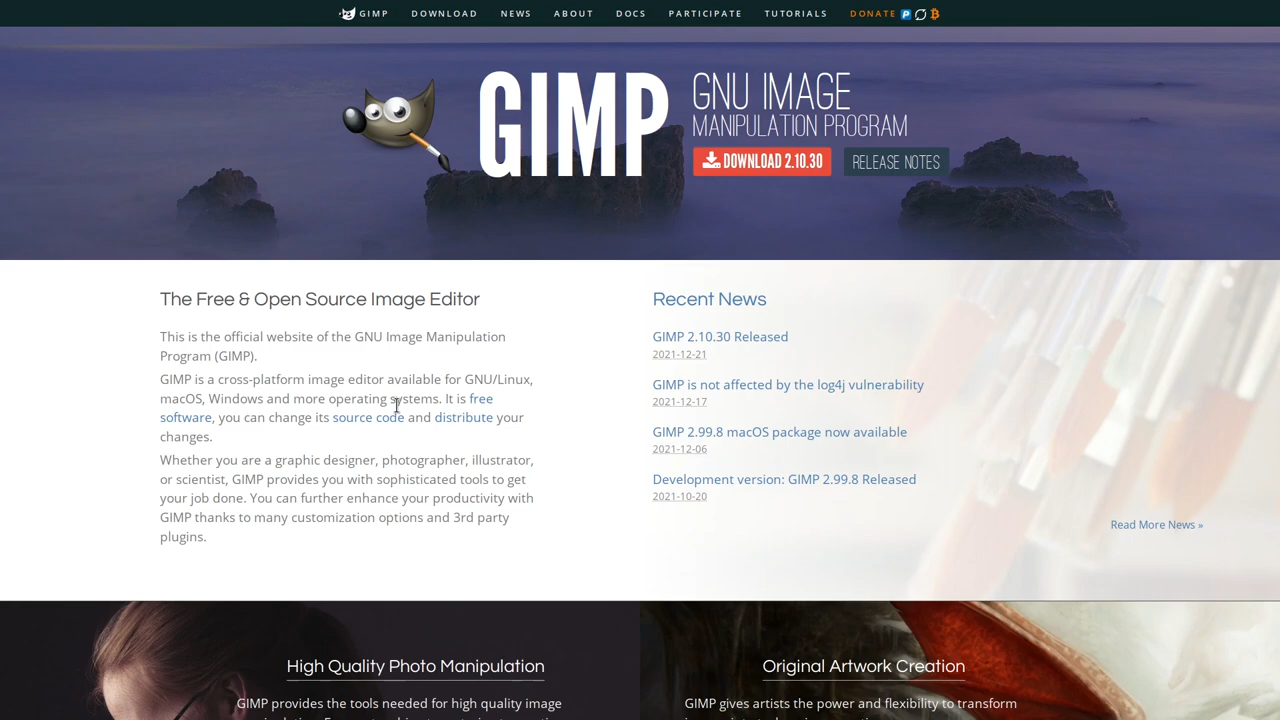 GIMP DOWNLOAD NEWS ABOUT DOCS PARTICIPATE TUTORIALS DONATE
GIMP
GNU IMAGE
MANIPULATION PROGRAM
DOWNLOAD 2.10.30
RELEASE NOTES
The Free & Open Source Image Editor
This is the official website of the GNU Image Manipulation
Program (GIMP).
GIMP is a cross-platform image editor available for GNU/Linux,
macOS, Windows and more operating systems. It is free
software, you can change its source code and distribute your
changes.
Whether you are a graphic designer, photographer, illustrator,
or scientist, GIMP provides you with sophisticated tools to get
your job done. You can further enhance your productivity with
GIMP thanks to many customization options and 3rd party
plugins.
Recent News
GIMP 2.10.30 Released
2021-12-21
GIMP is not affected by the log4j vulnerability
2021-12-17
GIMP 2.99.8 macOS package now available
2021-12-06
Development version: GIMP 2.99.8 Released
2021-10-20
Read More News »
High Quality Photo Manipulation
GIMP provides the tools needed for high quality image
Original Artwork Creation
GIMP gives artists the power and flexibility to transform